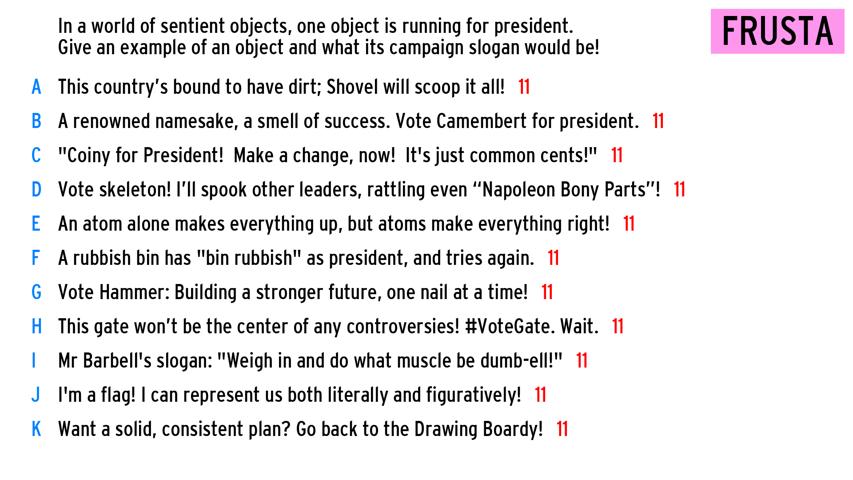 In a world of sentient objects, one object is running for president.
Give an example of an object and what its campaign slogan would be!
FRUSTA
A This country’s bound to have dirt; Shovel will scoop it all! 11
B A renowned namesake, a smell of success. Vote Camembert for president. 11
C "Coiny for President!  Make a change, now!  It's just common cents!" 11
D Vote skeleton! I’ll spook other leaders, rattling even “Napoleon Bony Parts”! 11
E An atom alone makes everything up, but atoms make everything right! 11
F A rubbish bin has "bin rubbish" as president, and tries again. 11
G Vote Hammer: Building a stronger future, one nail at a time! 11
H This gate won’t be the center of any controversies! #VoteGate. Wait. 11
I Mr Barbell's slogan: "Weigh in and do what muscle be dumb-ell!" 11
J I'm a flag! I can represent us both literally and figuratively! 11
K Want a solid, consistent plan? Go back to the Drawing Boardy! 11